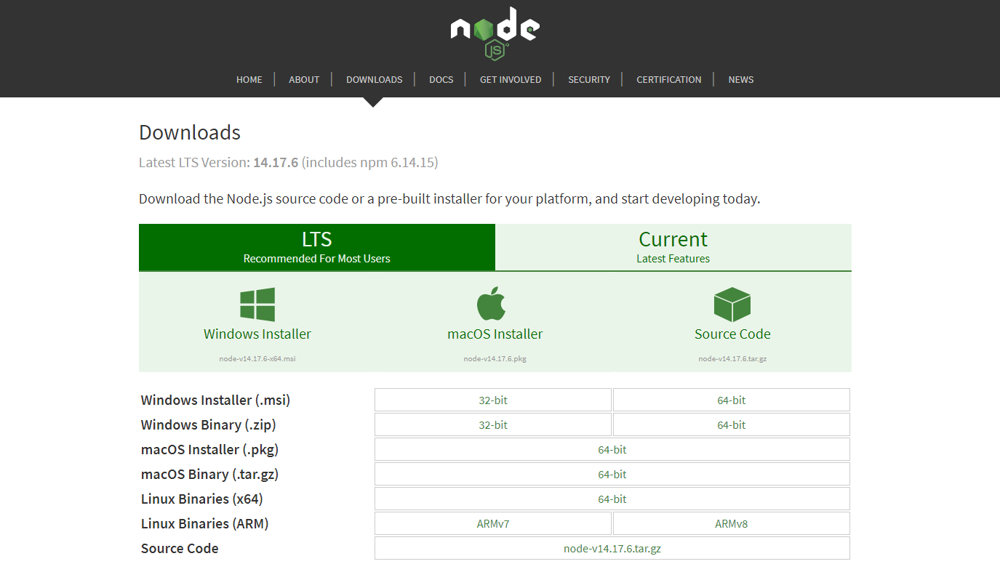 node
JS
HOME ABOUT DOWNLOADS DOCS GET INVOLVED SECURITY CERTIFICATION NEWS
Downloads
Latest LTS Version: 14.17.6 (includes npm 6.14.15)
Download the Node.js source code or a pre-built installer for your platform, and start developing today.
LTS
Recommended For Most Users
Current
Latest Features
Windows Installer
node-v14.17.6-x64.msi
macOS Installer
node-v14.17.6.pkg
Source Code
node-v14.17.6.tar.gz
Windows Installer (.msi) 32-bit 64-bit
Windows Binary (.zip) 32-bit 64-bit
macOS Installer (.pkg) 64-bit
macOS Binary (.tar.gz) 64-bit
Linux Binaries (x64) 64-bit
Linux Binaries (ARM) ARMv7 ARMv8
Source Code node-v14.17.6.tar.gz